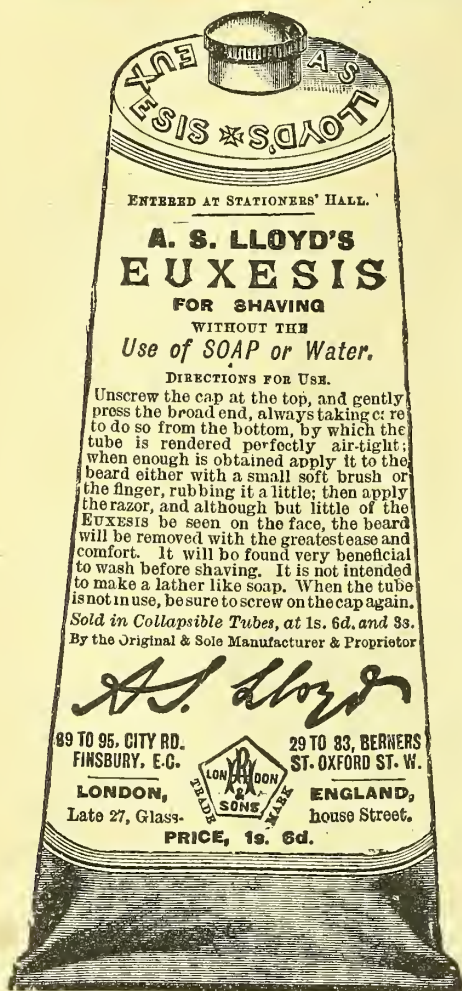 A. S. LLOYD'S EUXESIS
ENTERED AT STATIONERS' HALL.
A. S. LLOYD'S
EUXESIS
FOR SHAVING
WITHOUT THE
Use of SOAP or Water.
DIRECTIONS FOR USE.
Unscrew the cap at the top, and gently
press the broad end, always taking care
to do so from the bottom, by which the
tube is rendered perfectly air-tight;
when enough is obtained apply it to the
beard either with a small soft brush or
the finger, rubbing it a little; then apply
the razor, and although but little of the
EUXESIS be seen on the face, the beard
will be removed with the greatest ease and
comfort. It will be found very beneficial
to wash before shaving. It is not intended
to make a lather like soap. When the tube
is not in use, be sure to screw on the cap again.
Sold in Collapsible Tubes, at 1s. 6d. and 3s.
By the Original & Sole Manufacturer & Proprietor
A.S. Lloyd
89 TO 95, CITY RD.
FINSBURY, E.C.
LONDON,
Late 27, Glass-
LONDON
& SONS
TRADE MARK
29 TO 33, BERNERS
ST. OXFORD ST. W.
ENGLAND,
house Street.
PRICE, 1s. 6d.